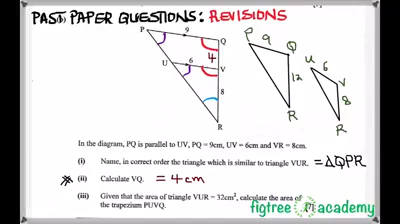 PAST PAPER QUESTIONS: REVISIONS
P 9 Q
U 6 V
4
8
R
P 9 Q
12
R
U 6 V
8
R
In the diagram, PQ is parallel to UV, PQ = 9cm, UV = 6cm and VR = 8cm.
(i) Name, in correct order the triangle which is similar to triangle VUR. = ΔQPR
(ii) Calculate VQ. = 4cm
(iii) Given that the area of triangle VUR = 32cm², calculate the area of
the trapezium PUVQ.
figtree academy